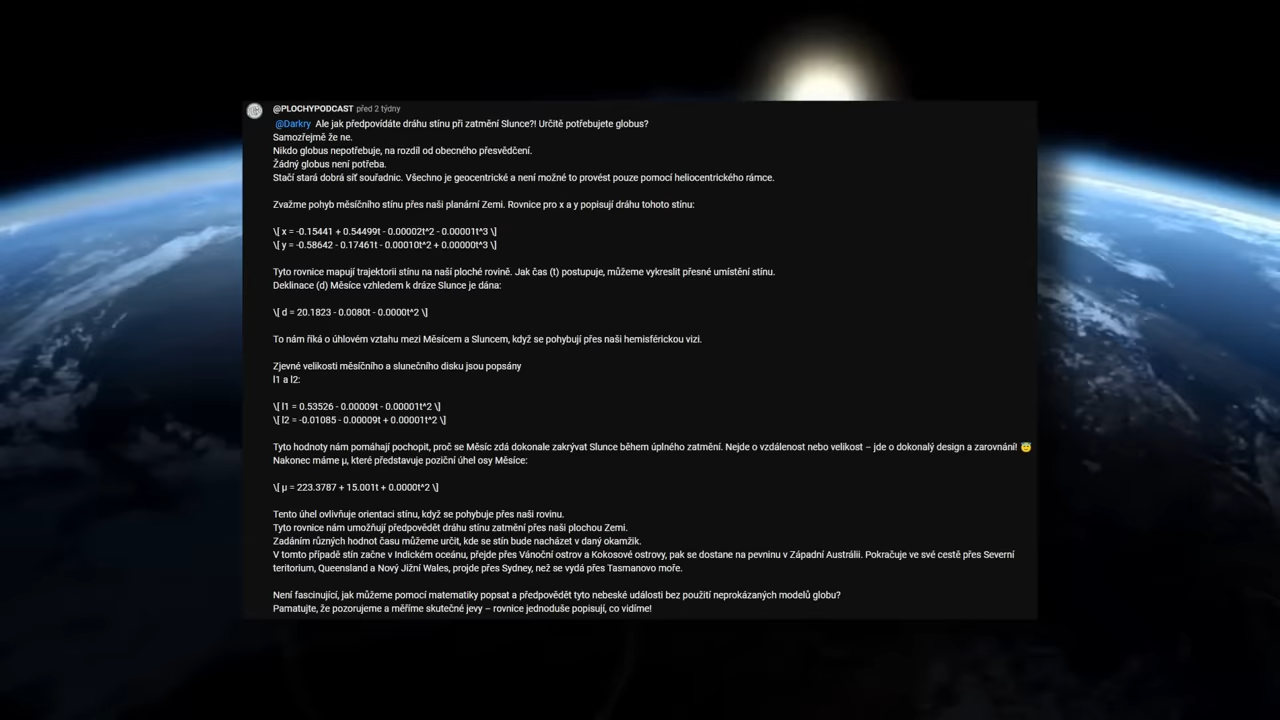 @PLOCHYPODCAST před 2 týdny
@Darkry Ale jak předpovídáte dráhu stínu při zatmění Slunce?! Určitě potřebujete globus?
Samozřejmě že ne.
Nikdo globus nepotřebuje, na rozdíl od obecného přesvědčení.
Žádný globus není potřeba.
Stačí stará dobrá síť souřadnic. Všechno je geocentrické a není možné to provést pouze pomocí heliocentrického rámce.
Zvažme pohyb měsíčního stínu přes naši planární Zemi. Rovnice pro x a y popisují dráhu tohoto stínu:
\[ x = -0.15441 + 0.54499t - 0.00002t^2 - 0.00001t^3 \]
\[ y = -0.58642 - 0.17461t - 0.00010t^2 + 0.00000t^3 \]
Tyto rovnice mapují trajektorii stínu na naší ploché rovině. Jak čas (t) postupuje, můžeme vykreslit přesné umístění stínu.
Deklinace (d) Měsíce vzhledem k dráze Slunce je dána:
\[ d = 20.1823 - 0.0080t - 0.0000t^2 \]
To nám říká o úhlovém vztahu mezi Měsícem a Sluncem, když se pohybují přes naši hemisférickou vizi.
Zjevné velikosti měsíčního a slunečního disku jsou popsány
l1 a l2:
\[ l1 = 0.53526 - 0.00009t - 0.00001t^2 \]
\[ l2 = -0.01085 - 0.00009t + 0.00001t^2 \]
Tyto hodnoty nám pomáhají pochopit, proč se Měsíc zdá dokonale zakrývat Slunce během úplného zatmění. Nejde o vzdálenost nebo velikost – jde o dokonalý design a zarovnání! 😇
Nakonec máme μ, které představuje poziční úhel osy Měsíce:
\[ μ = 223.3787 + 15.001t + 0.0000t^2 \]
Tento úhel ovlivňuje orientaci stínu, když se pohybuje přes naši rovinu.
Tyto rovnice nám umožňují předpovědět dráhu stínu zatmění přes naši plochou Zemi.
Zadáním různých hodnot času můžeme určit, kde se stín bude nacházet v daný okamžik.
V tomto případě stín začne v Indickém oceánu, přejde přes Vánoční ostrov a Kokosové ostrovy, pak se dostane na pevninu v Západní Austrálii. Pokračuje ve své cestě přes Severní
teritorium, Queensland a Nový Jižní Wales, projde přes Sydney, než se vydá přes Tasmanovo moře.
Není fascinující, jak můžeme pomocí matematiky popsat a předpovědět tyto nebeské události bez použití neprokázaných modelů globu?
Pamatujte, že pozorujeme a měříme skutečné jevy – rovnice jednoduše popisují, co vidíme!